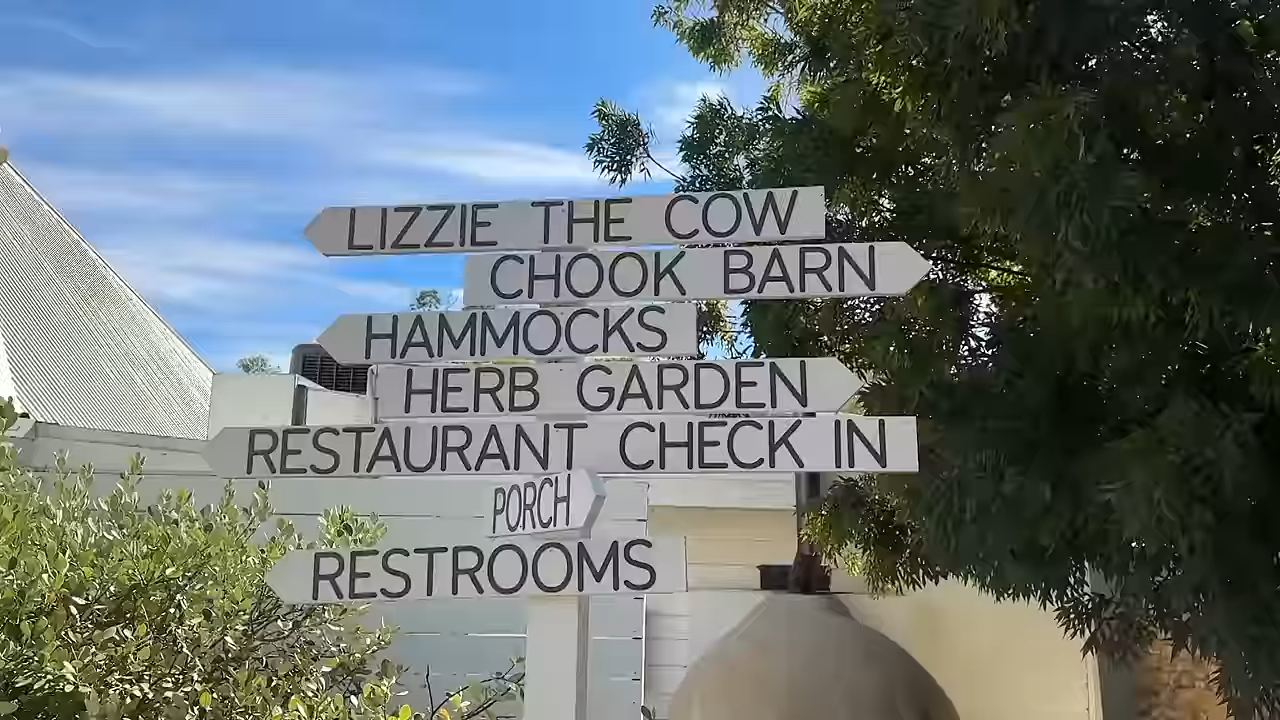 LIZZIE THE COW
CHOOK BARN
HAMMOCKS
HERB GARDEN
RESTAURANT CHECK IN
PORCH
RESTROOMS